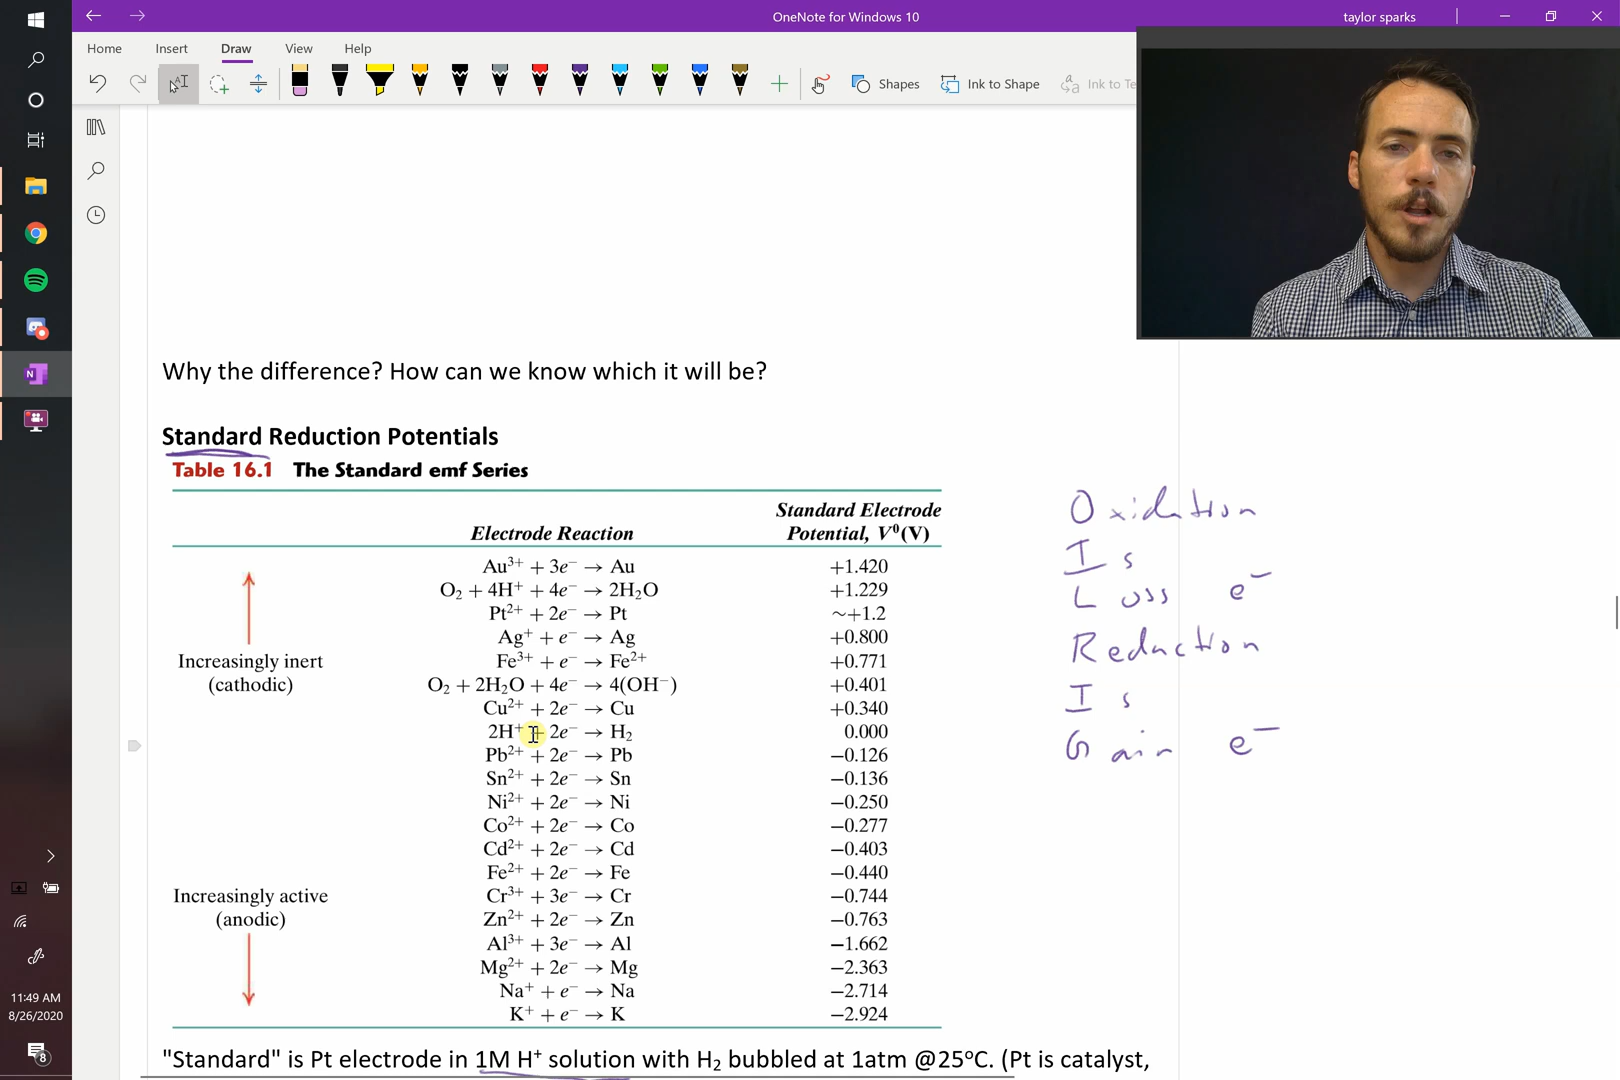 OneNote for Windows 10
taylor sparks
Home Insert Draw View Help
Shapes Ink to Shape Ink to Te
Why the difference? How can we know which it will be?
Standard Reduction Potentials
Table 16.1 The Standard emf Series
Electrode Reaction
Standard Electrode
Potential, V⁰(V)
Au³⁺ + 3e⁻ → Au +1.420
O₂ + 4H⁺ + 4e⁻ → 2H₂O +1.229
Pt²⁺ + 2e⁻ → Pt ~+1.2
Ag⁺ + e⁻ → Ag +0.800
Fe³⁺ + e⁻ → Fe²⁺ +0.771
O₂ + 2H₂O + 4e⁻ → 4(OH⁻) +0.401
Cu²⁺ + 2e⁻ → Cu +0.340
2H⁺ + 2e⁻ → H₂ 0.000
Pb²⁺ + 2e⁻ → Pb −0.126
Sn²⁺ + 2e⁻ → Sn −0.136
Ni²⁺ + 2e⁻ → Ni −0.250
Co²⁺ + 2e⁻ → Co −0.277
Cd²⁺ + 2e⁻ → Cd −0.403
Fe²⁺ + 2e⁻ → Fe −0.440
Cr³⁺ + 3e⁻ → Cr −0.744
Zn²⁺ + 2e⁻ → Zn −0.763
Al³⁺ + 3e⁻ → Al −1.662
Mg²⁺ + 2e⁻ → Mg −2.363
Na⁺ + e⁻ → Na −2.714
K⁺ + e⁻ → K −2.924
Increasingly inert
(cathodic)
Increasingly active
(anodic)
Oxidation
Is
Loss e⁻
Reduction
Is
Gain e⁻
"Standard" is Pt electrode in 1M H⁺ solution with H₂ bubbled at 1atm @25°C. (Pt is catalyst,
11:49 AM
8/26/2020
8